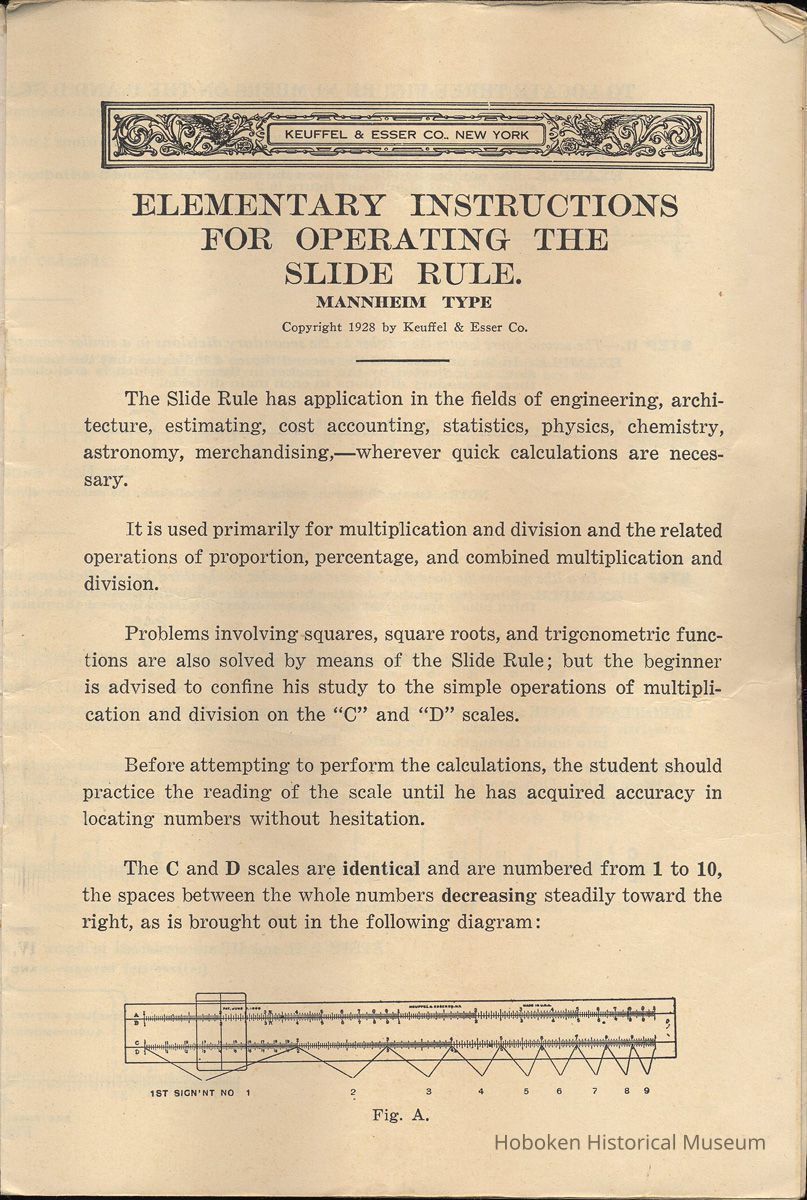 KEUFFEL & ESSER CO., NEW YORK
ELEMENTARY INSTRUCTIONS
FOR OPERATING THE
SLIDE RULE.
MANNHEIM TYPE
Copyright 1928 by Keuffel & Esser Co.
The Slide Rule has application in the fields of engineering, archi-
tecture, estimating, cost accounting, statistics, physics, chemistry,
astronomy, merchandising,—wherever quick calculations are neces-
sary.
It is used primarily for multiplication and division and the related
operations of proportion, percentage, and combined multiplication and
division.
Problems involving squares, square roots, and trigonometric func-
tions are also solved by means of the Slide Rule; but the beginner
is advised to confine his study to the simple operations of multipli-
cation and division on the “C” and “D” scales.
Before attempting to perform the calculations, the student should
practice the reading of the scale until he has acquired accuracy in
locating numbers without hesitation.
The C and D scales are identical and are numbered from 1 to 10,
the spaces between the whole numbers decreasing steadily toward the
right, as is brought out in the following diagram:
KEUFFEL & ESSER CO. N.Y. MADE IN U.S.A.
A
B
C
D
1ST SIGN'NT NO 1 2 3 4 5 6 7 8 9
Fig. A.
Hoboken Historical Museum